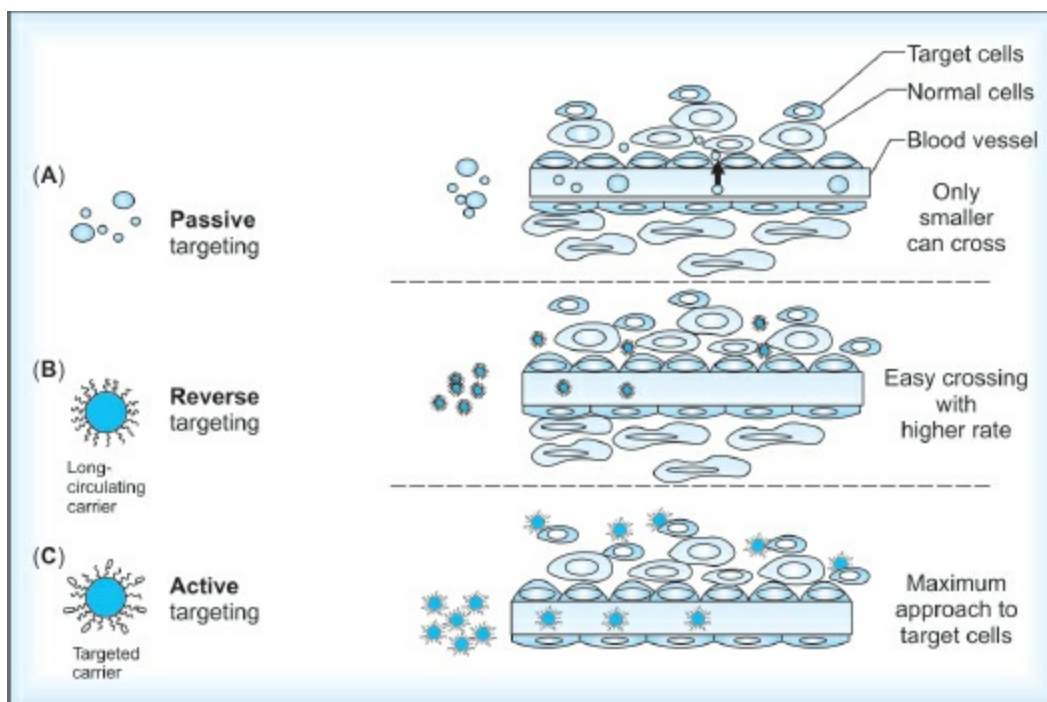 Target cells
Normal cells
Blood vessel
(A)
Passive
targeting
Only
smaller
can cross
(B)
Reverse
targeting
Long-
circulating
carrier
Easy crossing
with
higher rate
(C)
Active
targeting
Targeted carrier
Maximum
approach to
target cells